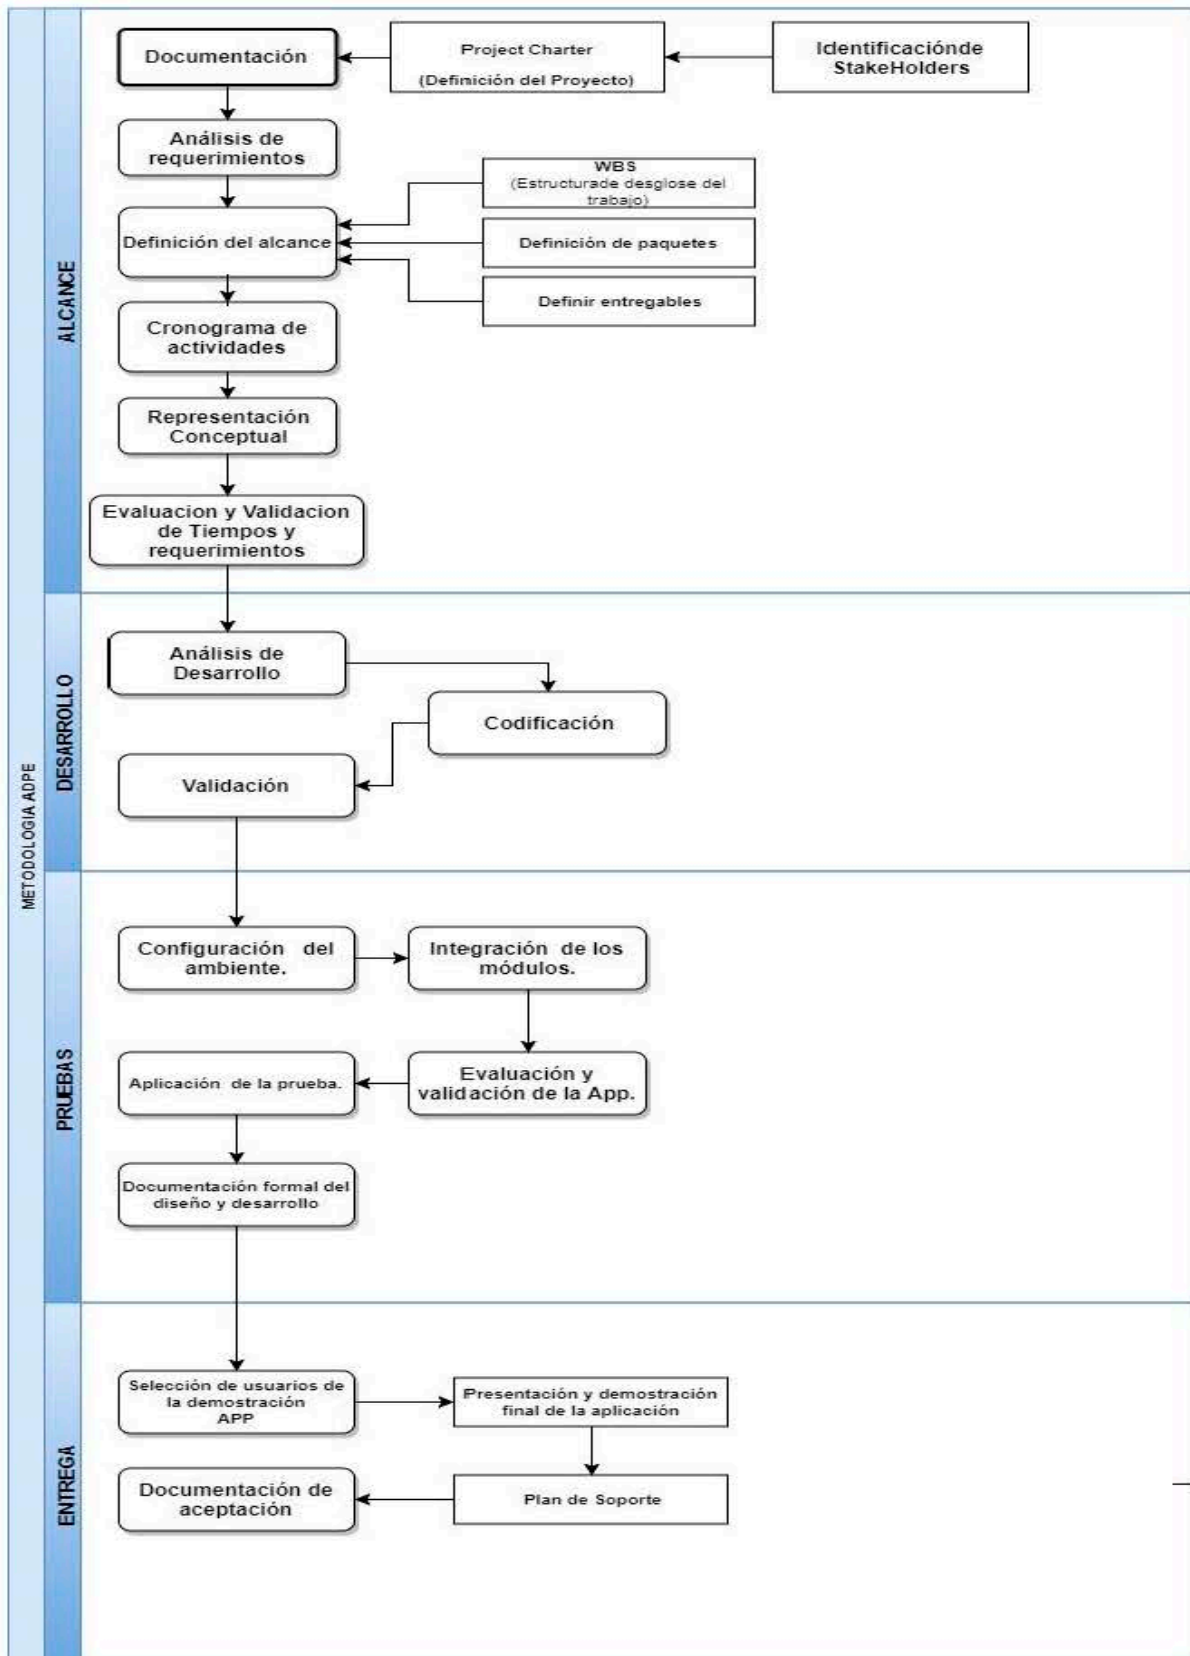 METODOLOGIA ADPE
ALCANCE
Documentación
Project Charter
(Definición del Proyecto)
Identificaciónde
StakeHolders
Análisis de
requerimientos
WBS
(Estructurade desglose del
trabajo)
Definición del alcance
Definición de paquetes
Definir entregables
Cronograma de
actividades
Representación
Conceptual
Evaluacion y Validacion
de Tiempos y
requerimientos
DESARROLLO
Análisis de
Desarrollo
Codificación
Validación
PRUEBAS
Configuración del
ambiente.
Integración de los
módulos.
Evaluación y
validación de la App.
Aplicación de la prueba.
Documentación formal del
diseño y desarrollo
ENTREGA
Selección de usuarios de
la demostración
APP
Presentación y demostración
final de la aplicación
Plan de Soporte
Documentación de
aceptación